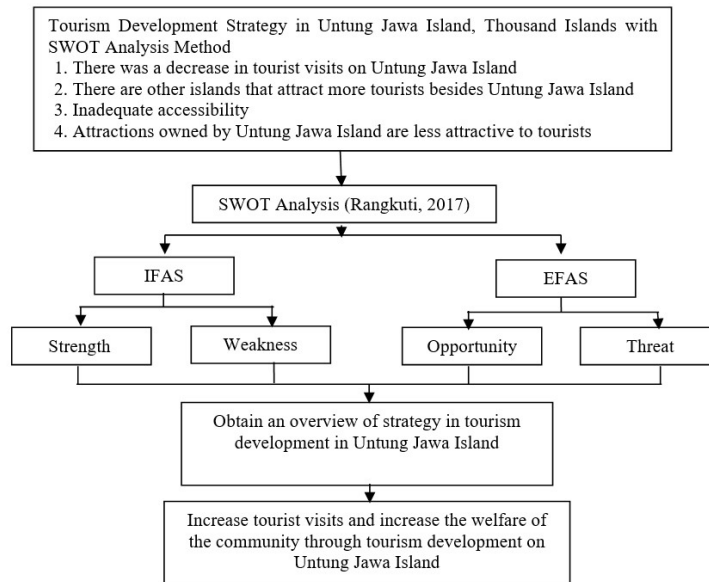 Tourism Development Strategy in Untung Jawa Island, Thousand Islands with
SWOT Analysis Method
1. There was a decrease in tourist visits on Untung Jawa Island
2. There are other islands that attract more tourists besides Untung Jawa Island
3. Inadequate accessibility
4. Attractions owned by Untung Jawa Island are less attractive to tourists
SWOT Analysis (Rangkuti, 2017)
IFAS
EFAS
Strength
Weakness
Opportunity
Threat
Obtain an overview of strategy in tourism
development in Untung Jawa Island
Increase tourist visits and increase the welfare of
the community through tourism development on
Untung Jawa Island